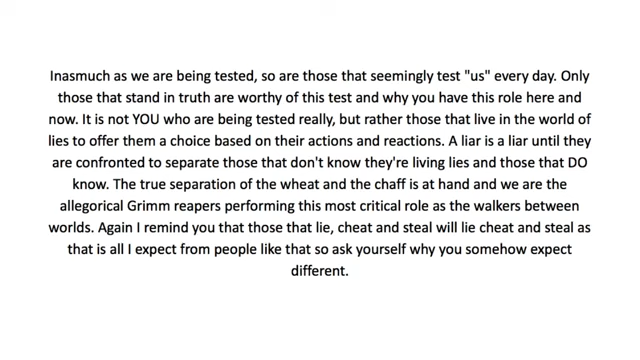 Inasmuch as we are being tested, so are those that seemingly test "us" every day. Only
those that stand in truth are worthy of this test and why you have this role here and
now. It is not YOU who are being tested really, but rather those that live in the world of
lies to offer them a choice based on their actions and reactions. A liar is a liar until they
are confronted to separate those that don't know they're living lies and those that DO
know. The true separation of the wheat and the chaff is at hand and we are the
allegorical Grimm reapers performing this most critical role as the walkers between
worlds. Again I remind you that those that lie, cheat and steal will lie cheat and steal as
that is all I expect from people like that so ask yourself why you somehow expect
different.